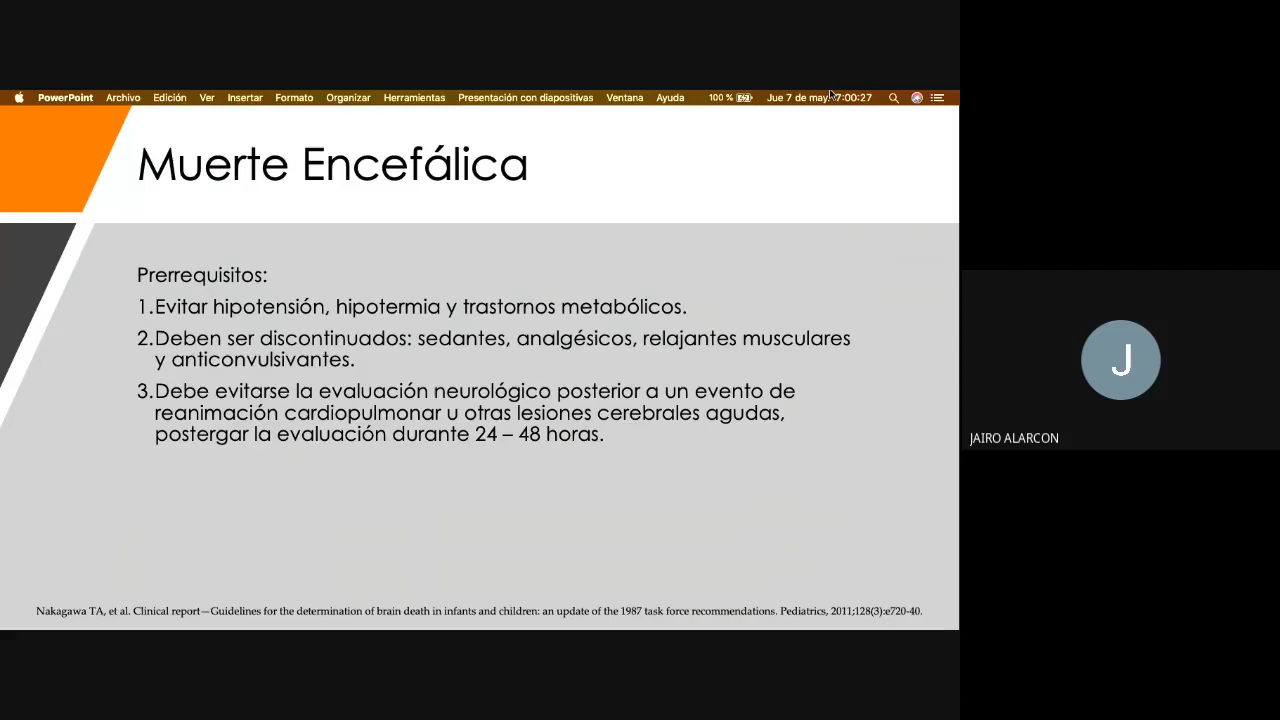 PowerPoint Archivo Edición Ver Insertar Formato Organizar Herramientas Presentación con diapositivas Ventana Ayuda 100 % Jue 7 de may. 7:00:27
Muerte Encefálica
Prerrequisitos:
1.Evitar hipotensión, hipotermia y trastornos metabólicos.
2.Deben ser discontinuados: sedantes, analgésicos, relajantes musculares
y anticonvulsivantes.
3.Debe evitarse la evaluación neurológico posterior a un evento de
reanimación cardiopulmonar u otras lesiones cerebrales agudas,
postergar la evaluación durante 24 – 48 horas.
J
JAIRO ALARCON
Nakagawa TA, et al. Clinical report—Guidelines for the determination of brain death in infants and children: an update of the 1987 task force recommendations. Pediatrics, 2011;128(3):e720-40.